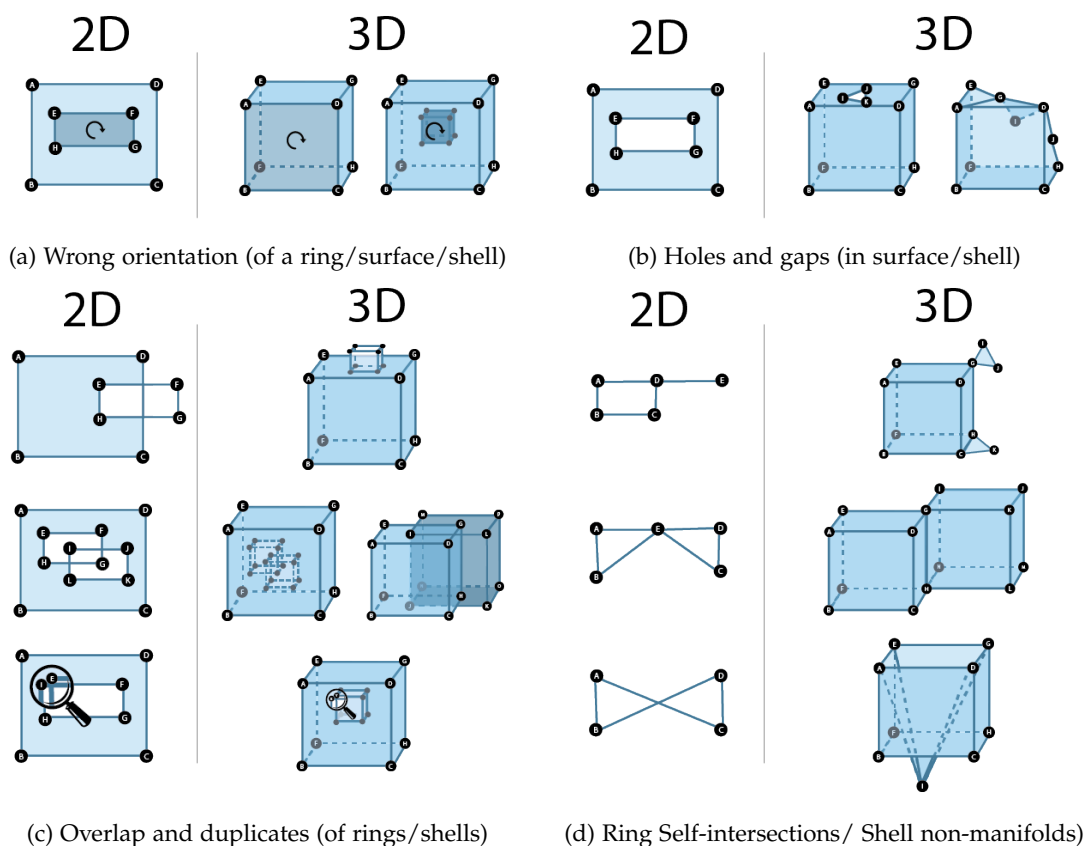 2D
3D
2D
3D
A
D
E
F
H
G
B
C
E
G
A
D
F
H
B
C
E
G
A
D
F
H
B
C
A
D
E
F
H
G
B
C
E
G
J
I
K
A
D
F
H
B
C
E
G
A
D
I
J
F
H
B
C
(a) Wrong orientation (of a ring/surface/shell)
(b) Holes and gaps (in surface/shell)
2D
3D
2D
3D
A
D
E
F
H
G
B
C
E
G
A
D
F
H
B
C
A
D
E
F
I
J
H
G
L
K
B
C
E
G
A
D
F
H
B
C
M
P
E
G
I
L
A
D
F
H
O
J
K
B
C
A
D
I
E
F
H
G
B
C
E
G
A
D
F
H
B
C
A
D
E
B
C
I
E
G
J
A
D
F
H
B
C
K
A
E
D
B
C
I
J
E
G
K
A
D
F
H
N
B
C
L
A
D
B
C
E
G
A
D
F
H
B
C
I
(c) Overlap and duplicates (of rings/shells)
(d) Ring Self-intersections/ Shell non-manifolds)